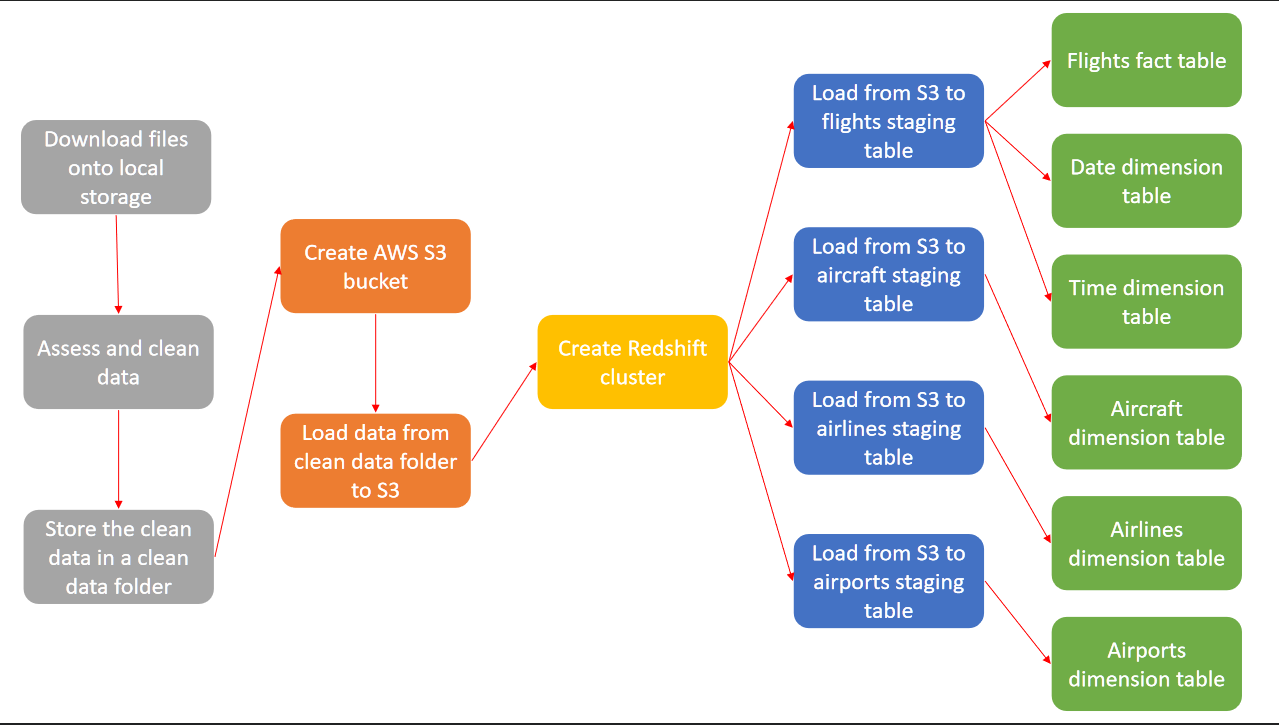 Download files
onto local
storage
Assess and clean
data
Store the clean
data in a clean
data folder
Create AWS S3
bucket
Load data from
clean data folder
to S3
Create Redshift
cluster
Load from S3 to
flights staging
table
Load from S3 to
aircraft staging
table
Load from S3 to
airlines staging
table
Load from S3 to
airports staging
table
Flights fact table
Date dimension
table
Time dimension
table
Aircraft
dimension table
Airlines
dimension table
Airports
dimension table